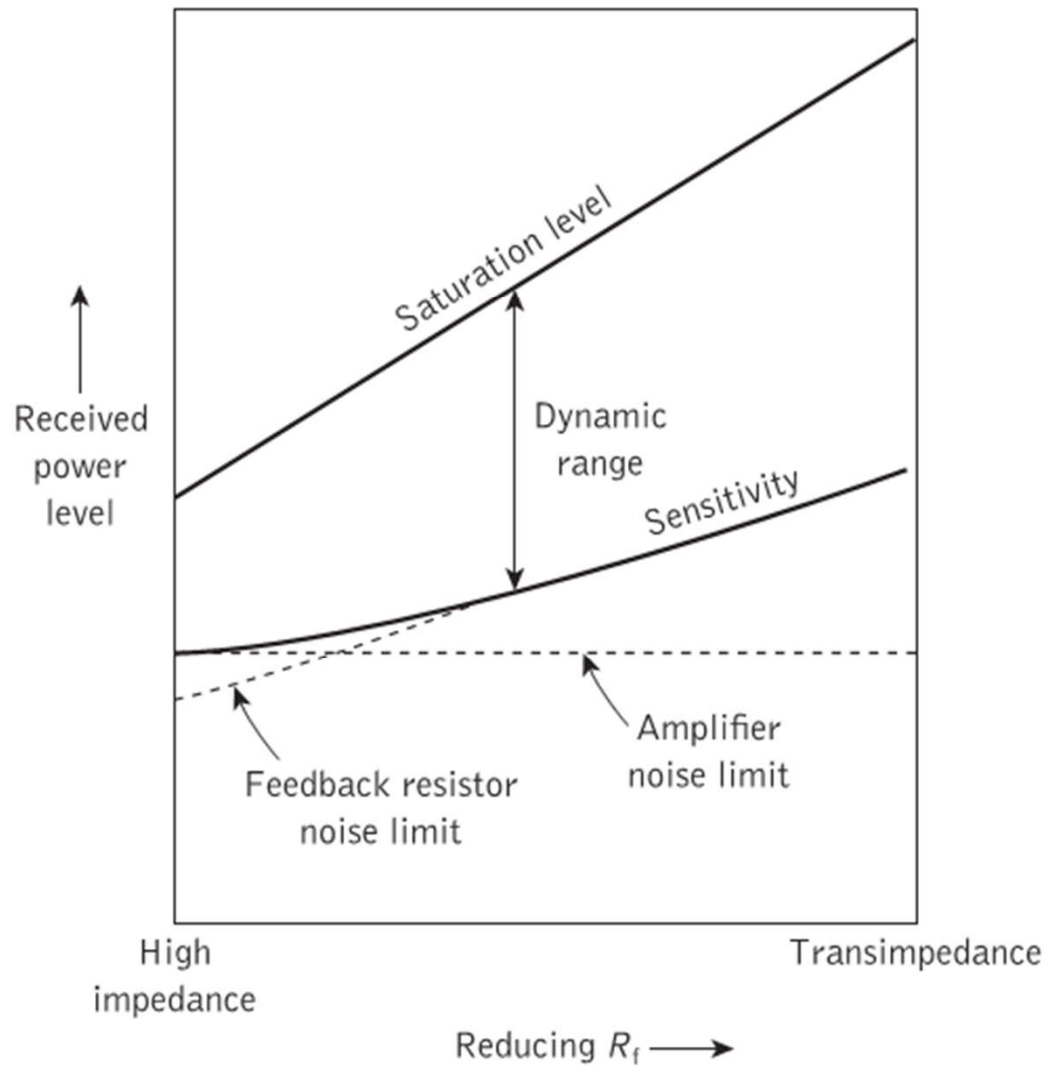 Saturation level
Received
power
level
Dynamic
range
Sensitivity
Amplifier
noise limit
Feedback resistor
noise limit
High
impedance
Transimpedance
Reducing Rf